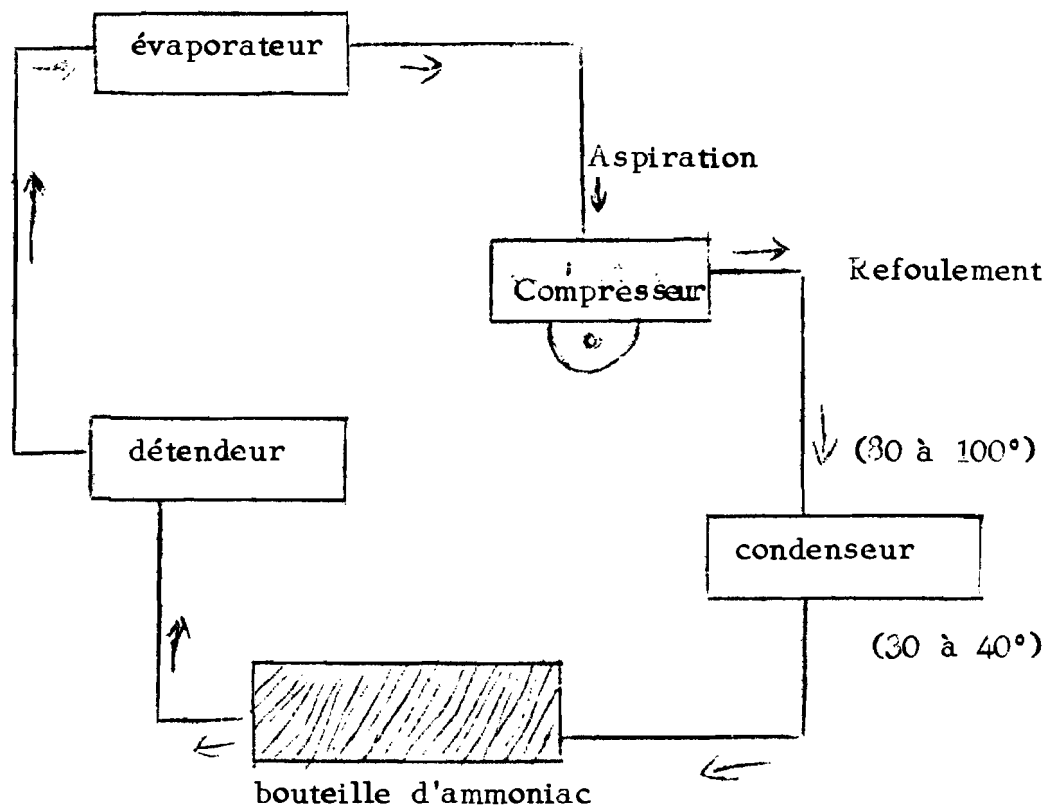 évaporateur
Aspiration
Compresseur
Refoulement
détendeur
(80 à 100°)
condenseur
(30 à 40°)
bouteille d'ammoniac